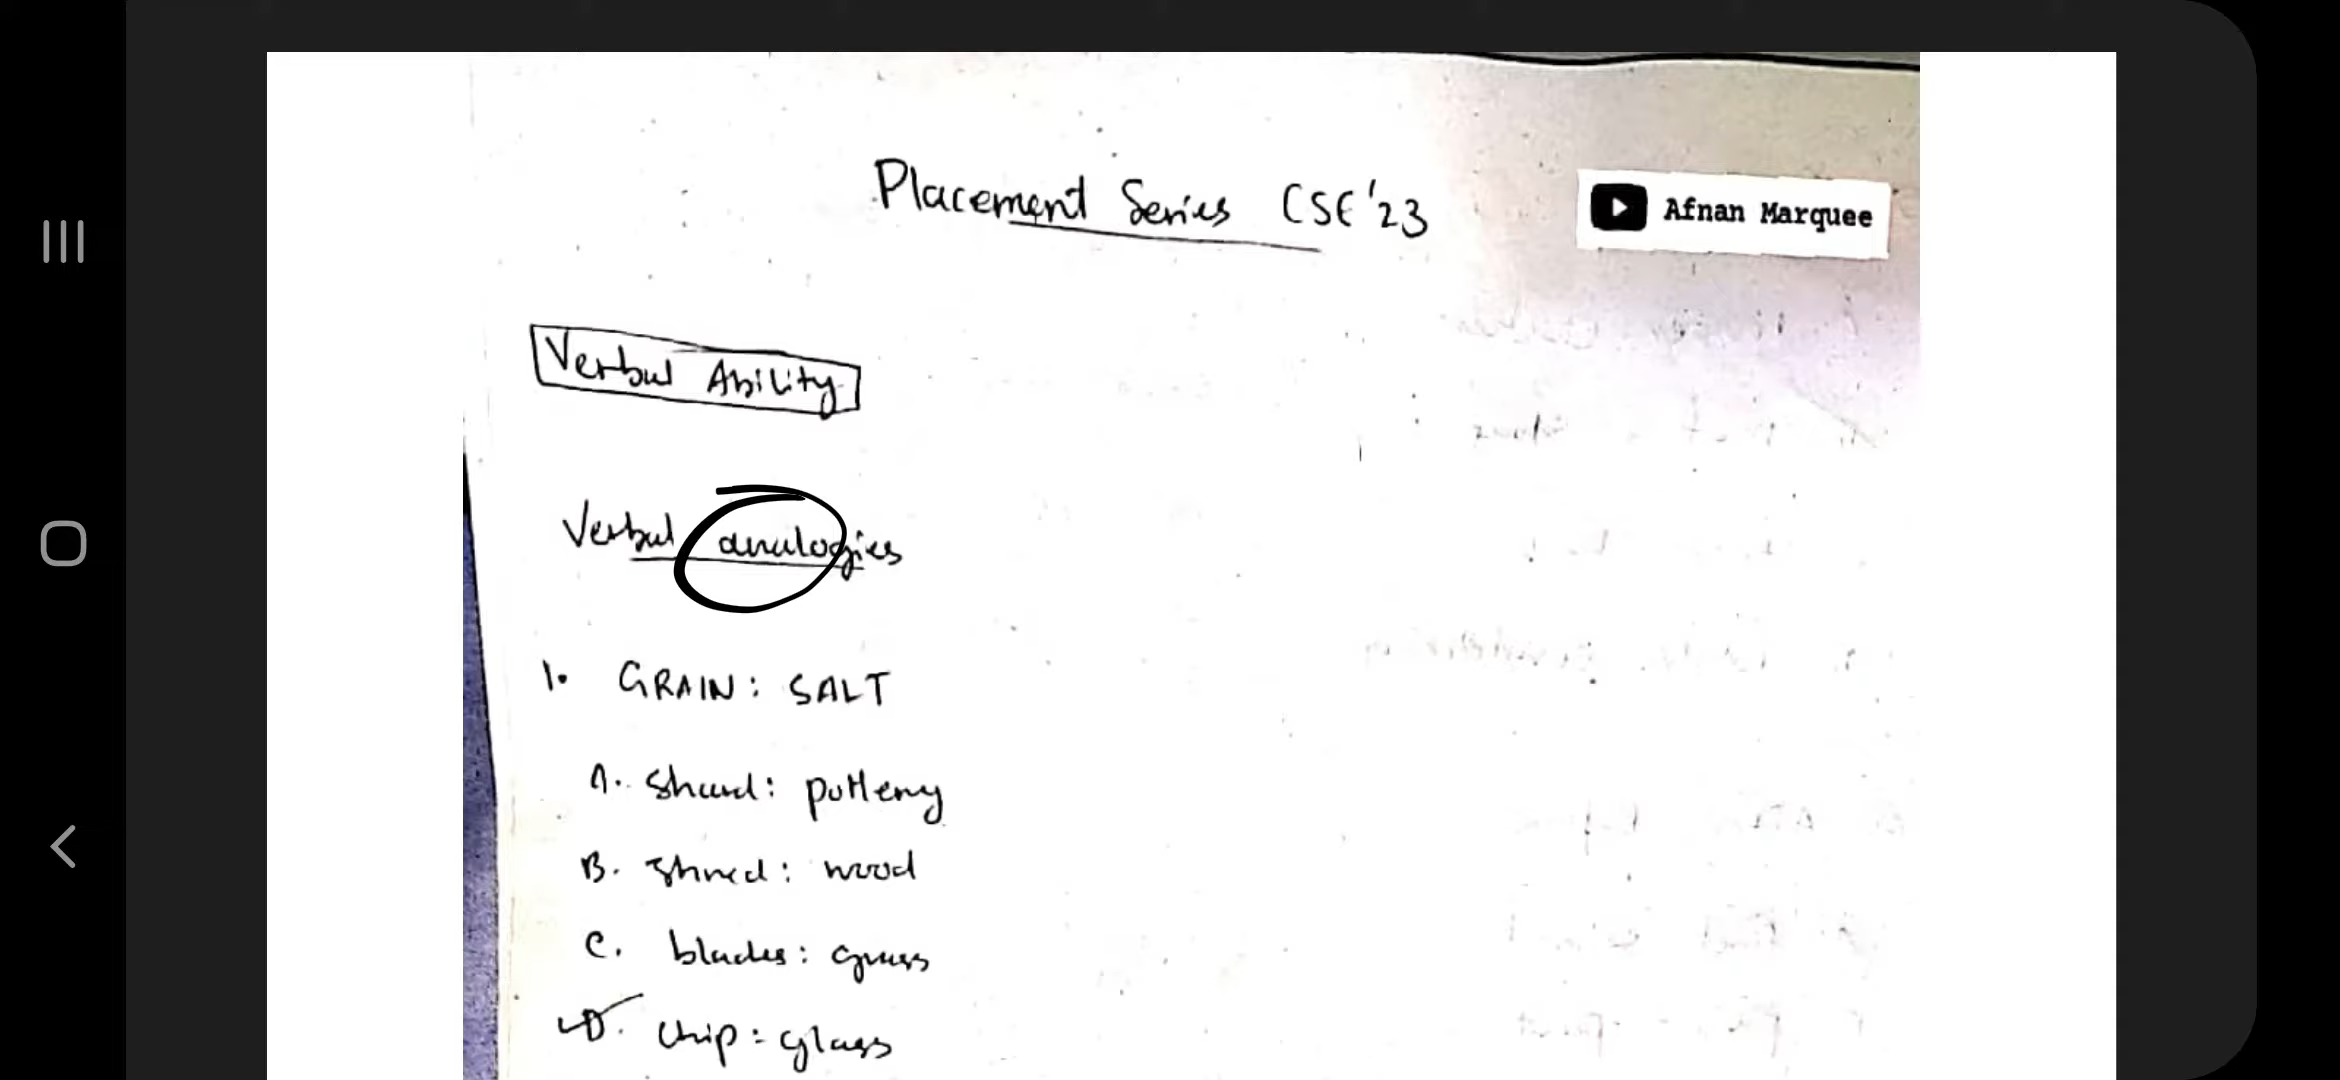 Placement Series CSE'23
Afnan Marquee
Verbal Ability
Verbal analogies
1. GRAIN: SALT
A. Shard: pottery
B. Shred: wood
C. blades: grass
D. Chip: glass